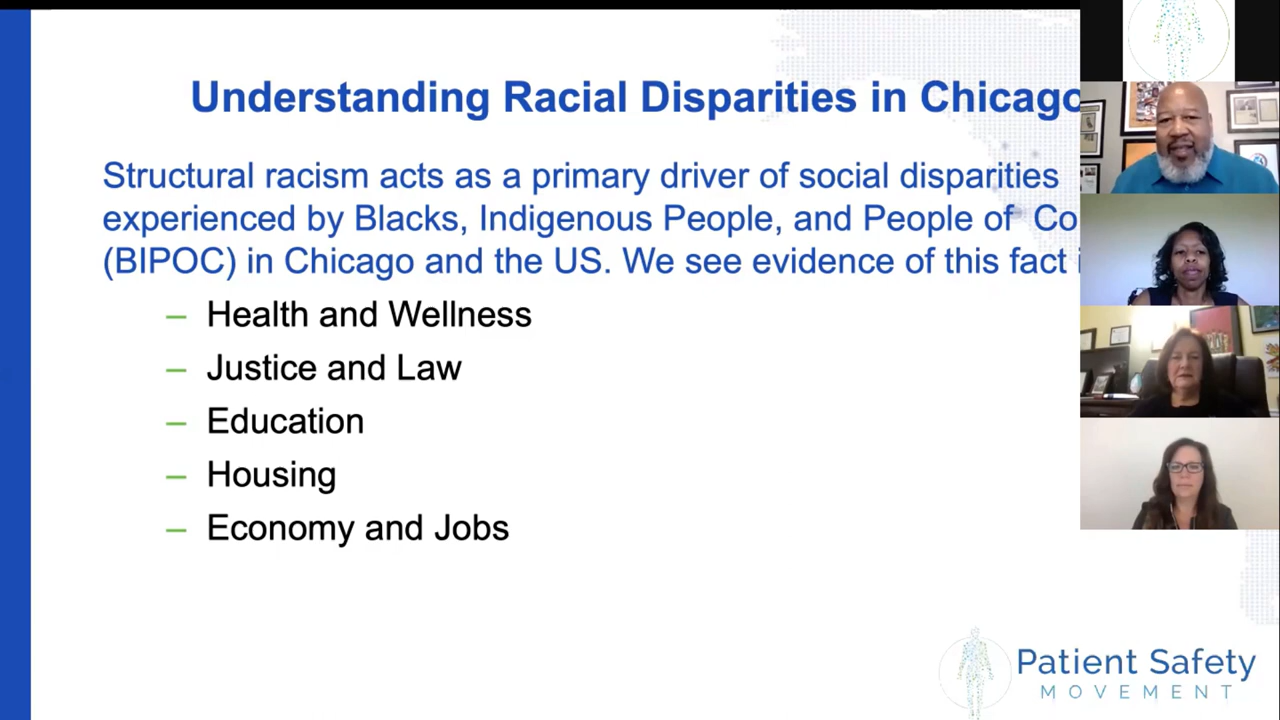 Understanding Racial Disparities in Chicago
Structural racism acts as a primary driver of social disparities
experienced by Blacks, Indigenous People, and People of Co
(BIPOC) in Chicago and the US. We see evidence of this fact i
– Health and Wellness
– Justice and Law
– Education
– Housing
– Economy and Jobs
Patient Safety
MOVEMENT